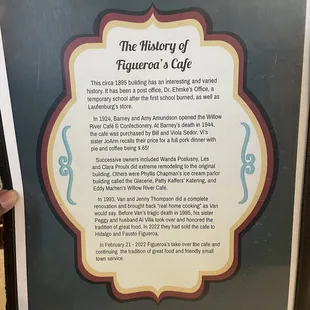 The History of
Figueroa's Cafe
This circa 1895 building has an interesting and varied
history. It has been a post office, Dr. Ehmke's Office, a
temporary school after the first school burned, as well as
Laufenburg's store.
In 1924, Barney and Amy Amundson opened the Willow
River Café & Confectionery. At Barney's death in 1944,
the café was purchased by Bill and Viola Sedor. Vi's
sister JoAnn recalls their price for a full pork dinner with
pie and coffee being $.85!
Successive owners included Wanda Poslusny, Les
and Clera Proulx did extreme remodeling to the original
building. Others were Phyllis Chapman's ice cream parlor
building called the Glacerie, Patty Kaffers' Katering, and
Eddy Machen's Willow River Café.
In 1993, Van and Jenny Thompson did a complete
renovation and brought back "real home cooking" as Van
would say. Before Van's tragic death in 1995, his sister
Peggy and husband Al Villa took over and honored the
tradition of great food. In 2022 they had sold the cafe to
Hidalgo and Fausto Figueroa.
In February 21 - 2022 Figueroa's take over the cafe and
continuing the tradition of great food and friendly small
town service.